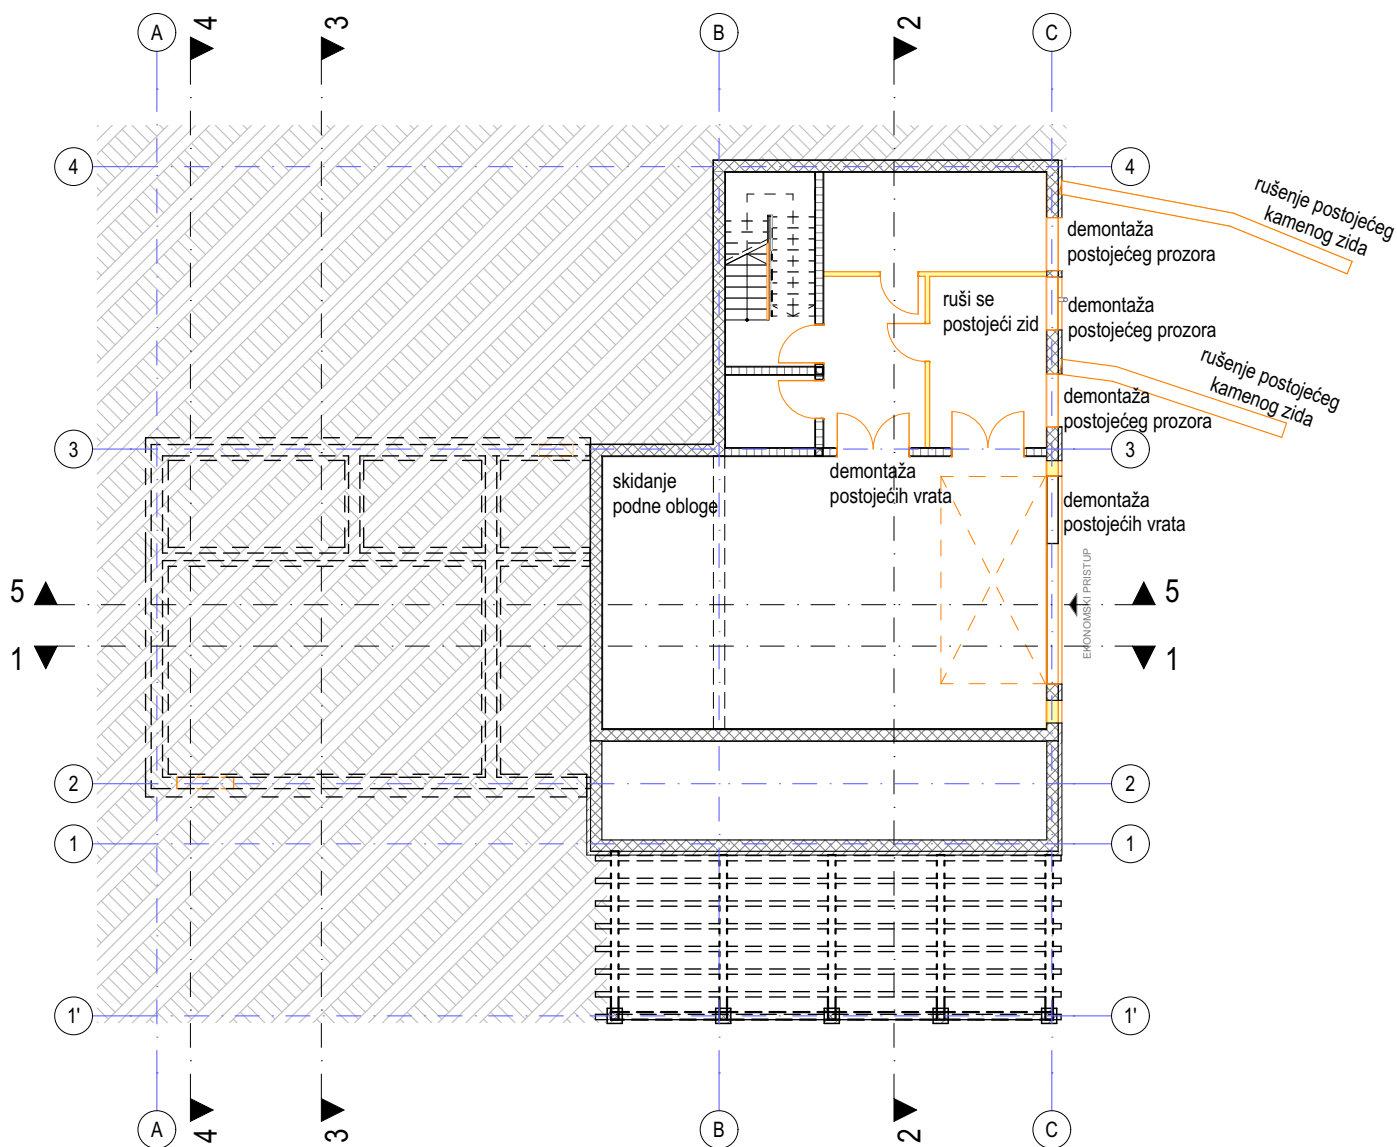 A
4
3
B
2
C
4
4
rušenje postojećeg
kamenog zida
demontaža
postojećeg prozora
ruši se
postojeći zid
demontaža
postojećeg prozora
rušenje postojećeg
kamenog zida
demontaža
postojećeg prozora
3
3
skidanje
podne obloge
demontaža
postojećih vrata
demontaža
postojećih vrata
EKONOMSKI PRISTUP
5
5
1
1
2
2
1
1
1'
1'
A
4
3
B
2
C